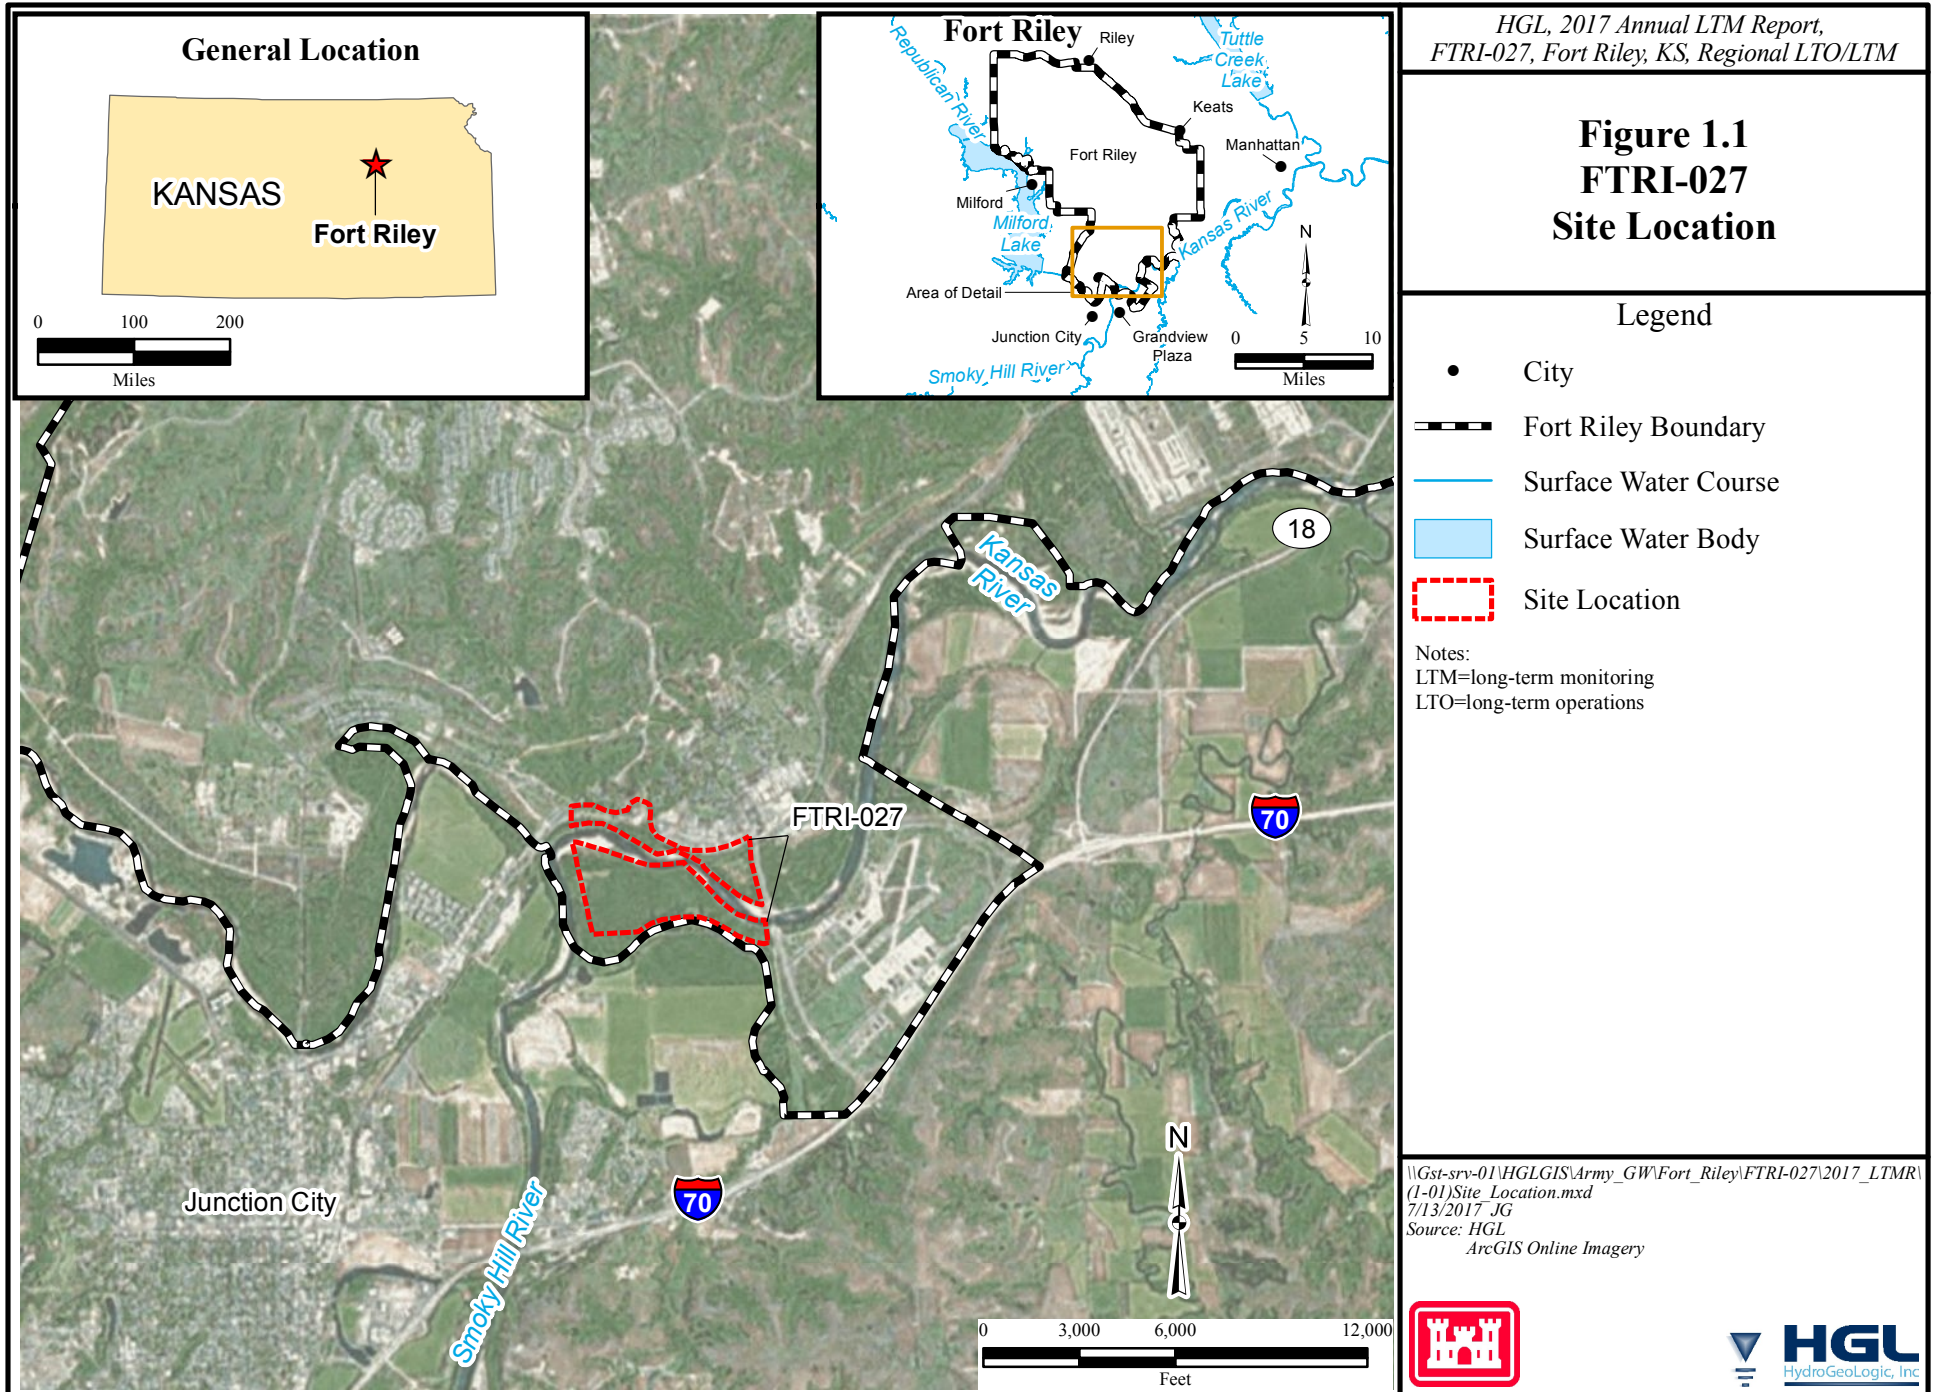 General Location
KANSAS
Fort Riley
0 100 200
Miles
Fort Riley
Republican River
Riley
Tuttle
Creek
Lake
Keats
Manhattan
Fort Riley
Milford
Milford
Lake
Kansas River
N
Area of Detail
Junction City
Grandview
Plaza
Smoky Hill River
0 5 10
Miles
HGL, 2017 Annual LTM Report,
FTRI-027, Fort Riley, KS, Regional LTO/LTM
Figure 1.1
FTRI-027
Site Location
Legend
City
Fort Riley Boundary
Surface Water Course
Surface Water Body
Site Location
Notes:
LTM=long-term monitoring
LTO=long-term operations
18
Kansas
River
FTRI-027
70
70
Junction City
Smoky Hill River
N
0 3,000 6,000 12,000
Feet
\\Gst-srv-01\HGLGIS\Army_GW\Fort_Riley\FTRI-027\2017_LTMR\
(1-01)Site_Location.mxd
7/13/2017 JG
Source: HGL
ArcGIS Online Imagery
HGL
HydroGeoLogic, Inc